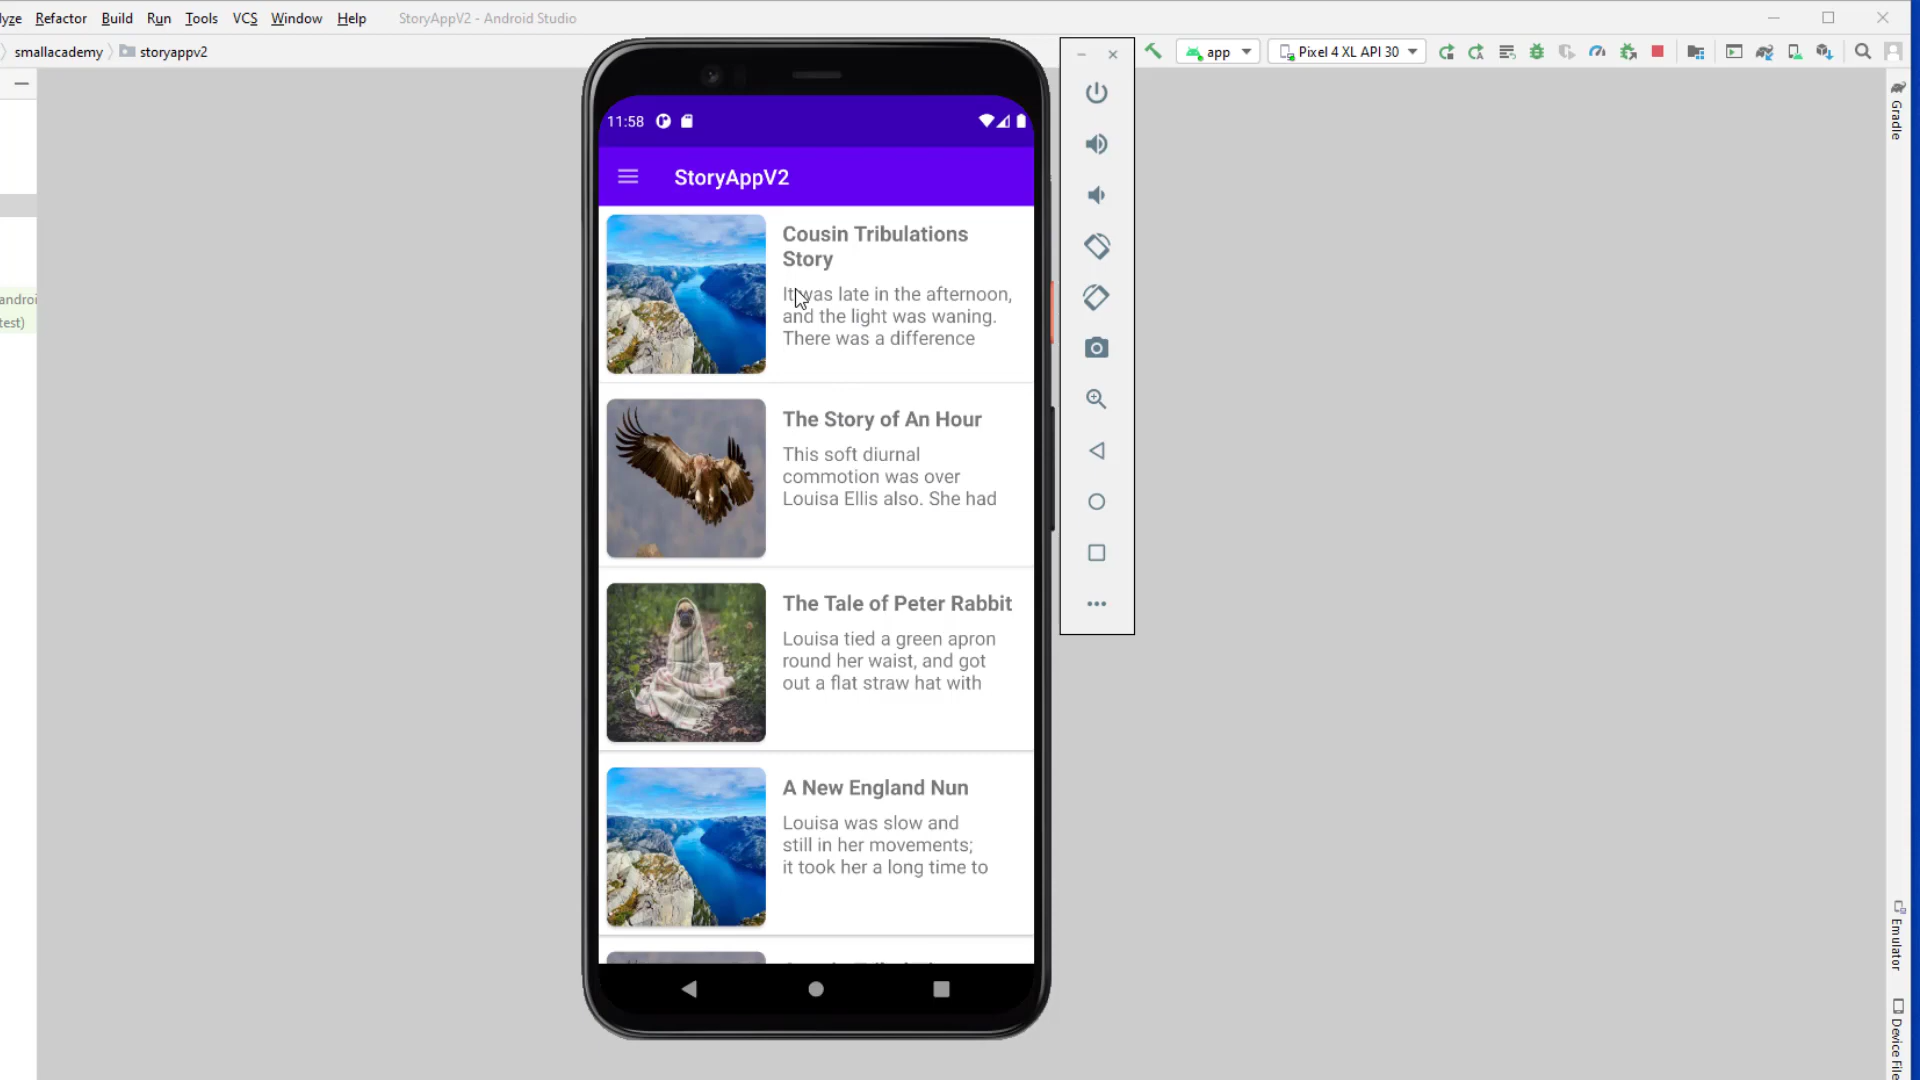 lyze Refactor Build Run Tools VCS Window Help StoryAppV2 - Android Studio
smallacademy storyappv2
app Pixel 4 XL API 30
Gradle
11:58
StoryAppV2
Cousin Tribulations
Story
It was late in the afternoon,
and the light was waning.
There was a difference
androi
test)
The Story of An Hour
This soft diurnal
commotion was over
Louisa Ellis also. She had
The Tale of Peter Rabbit
Louisa tied a green apron
round her waist, and got
out a flat straw hat with
A New England Nun
Louisa was slow and
still in her movements;
it took her a long time to
Emulator
Device File